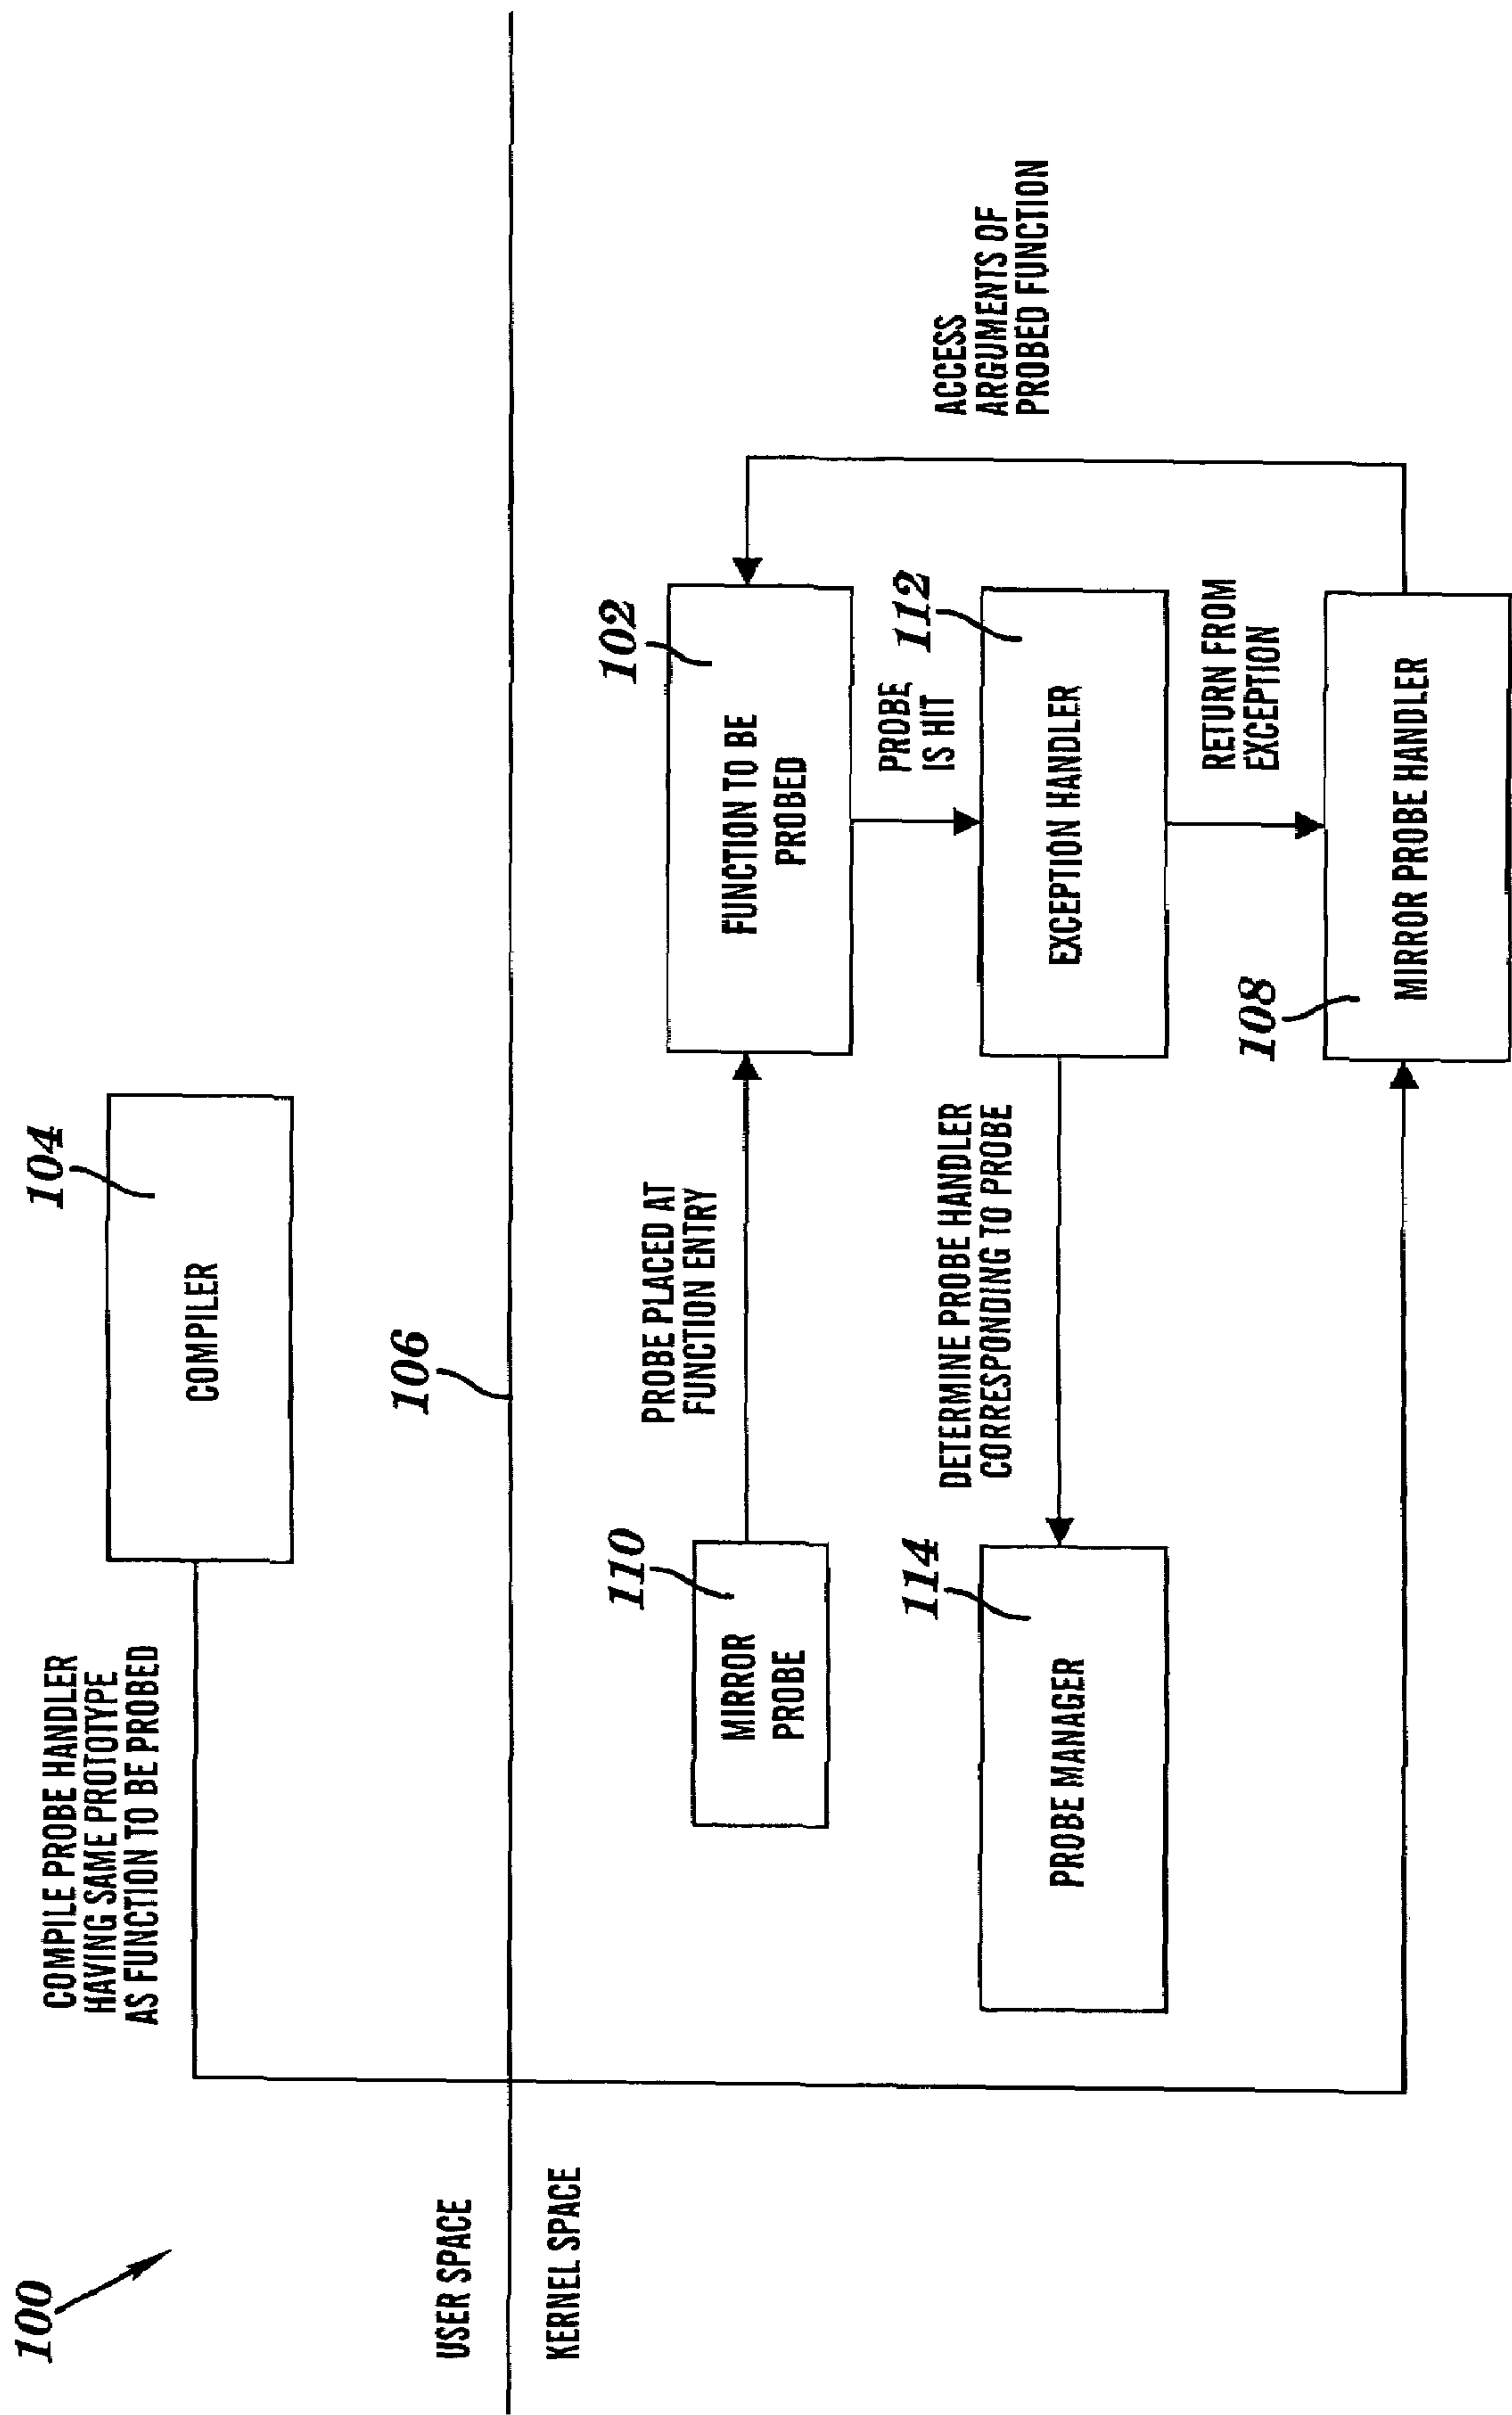 100
COMPILE PROBE HANDLER
HAVING SAME PROTOTYPE
AS FUNCTION TO BE PROBED
104
COMPILER
106
USER SPACE
KERNEL SPACE
110
MIRROR
PROBE
PROBE PLACED AT
FUNCTION ENTRY
102
FUNCTION TO BE
PROBED
PROBE
IS HIT
114
PROBE MANAGER
DETERMINE PROBE HANDLER
CORRESPONDING TO PROBE
112
EXCEPTION HANDLER
ACCESS
ARGUMENTS OF
PROBED FUNCTION
RETURN FROM
EXCEPTION
108
MIRROR PROBE HANDLER